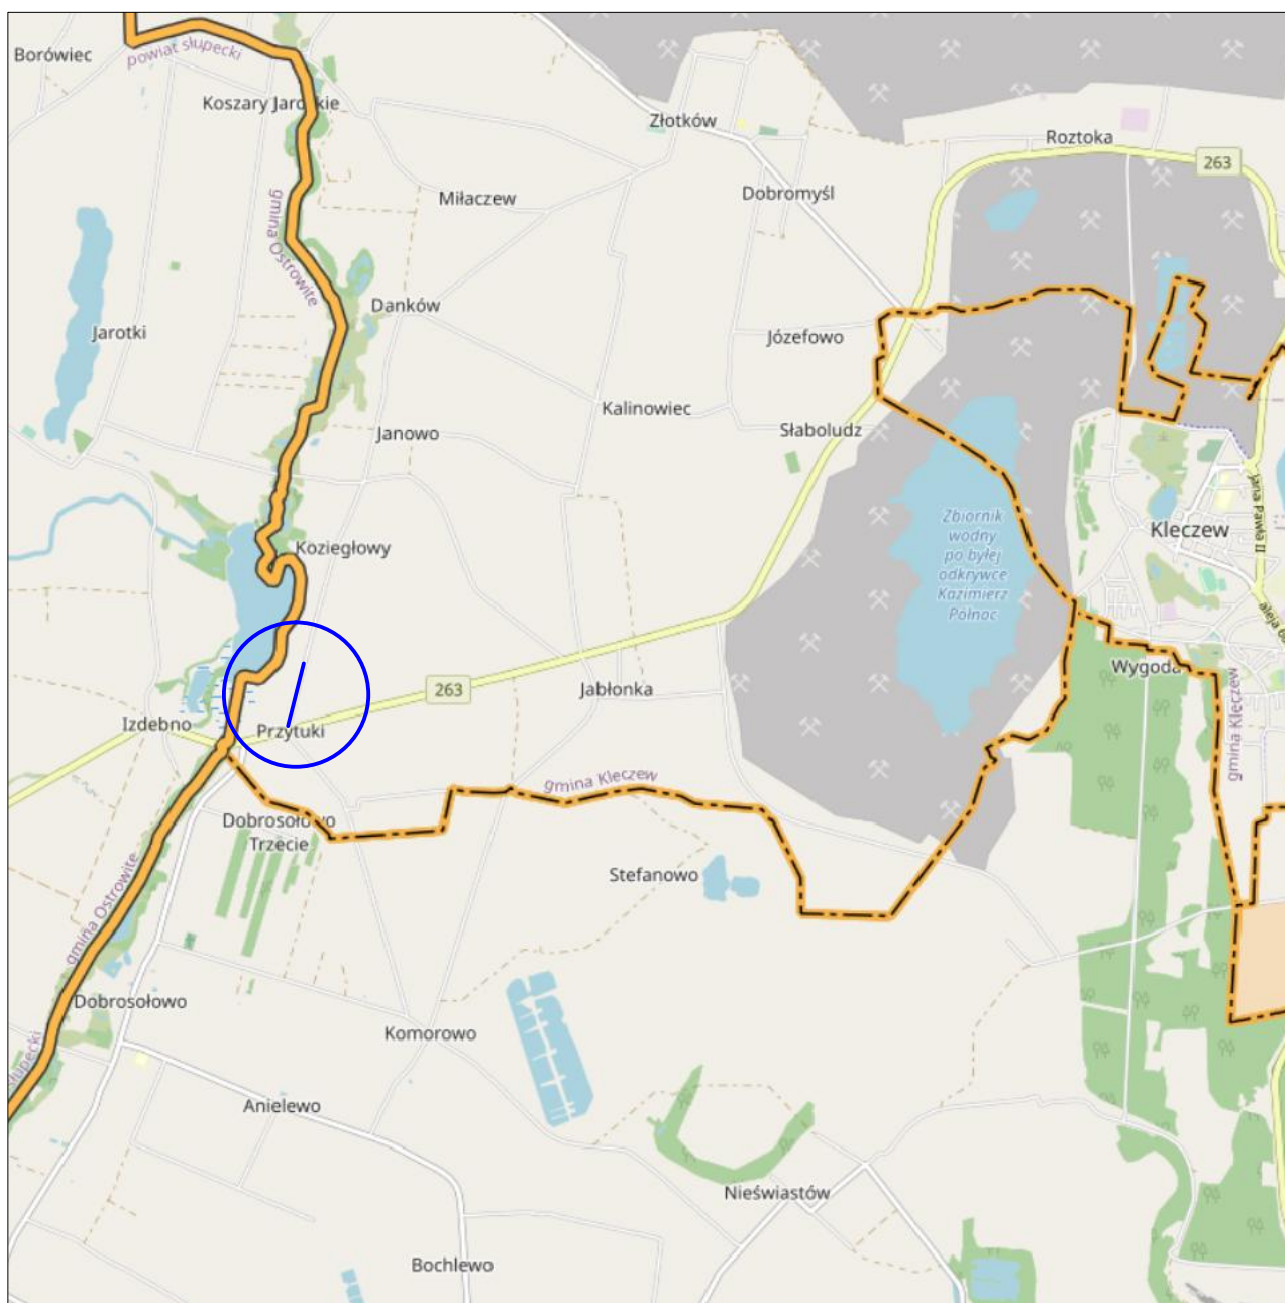 Borówiec
powiat słupecki
Koszary Jarockie
Złotków
Roztoka
263
Miłaczew
Dobromyśl
gmina Ostrowite
Danków
Jarotki
Józefowo
Kalinowiec
Janowo
Słaboludz
Jana Pawła II
Zbiornik
wodny
po byłej
odkrywce
Kazimierz
Północ
Kleczew
Koziegłowy
Wygoda
263
Jabłonka
Izdebno
Przytuki
gmina Kleczew
gmina Kleczew
Dobrosołowo
Trzecie
Stefanowo
gmina Ostrowite
Dobrosołowo
Komorowo
słupecki
Anielewo
Nieświastów
Bochlewo